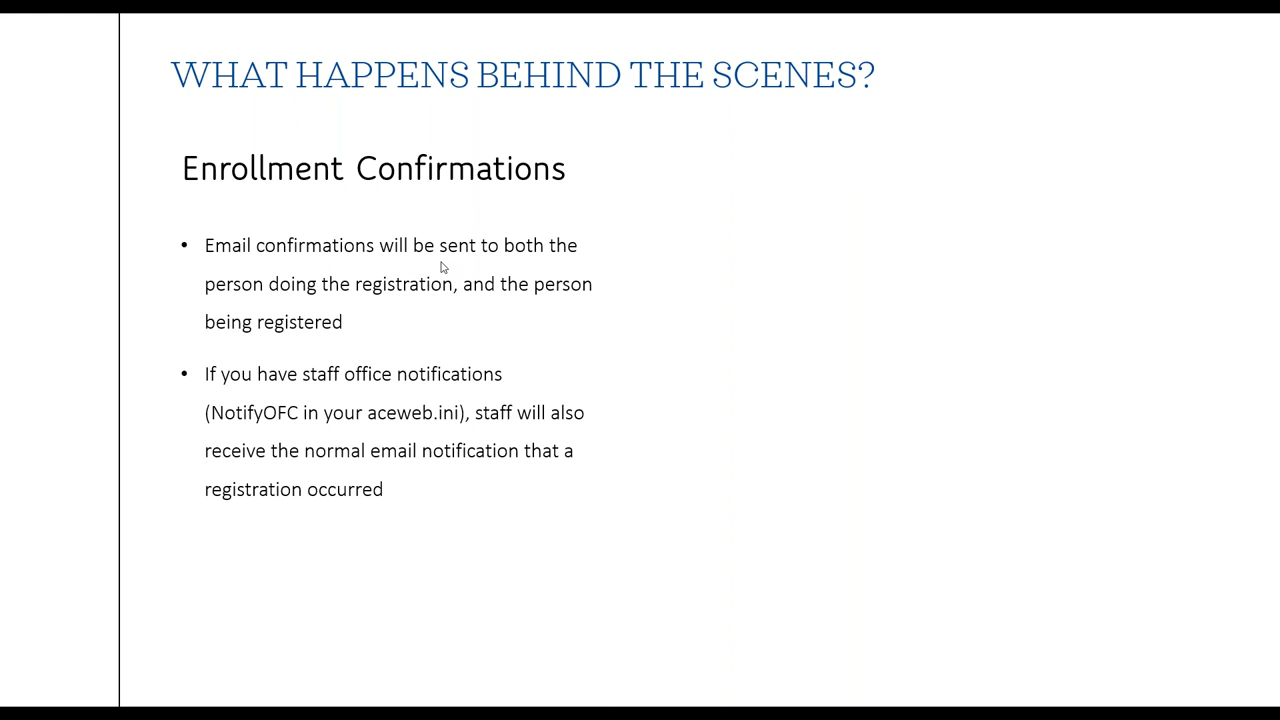 WHAT HAPPENS BEHIND THE SCENES?
Enrollment Confirmations
• Email confirmations will be sent to both the
person doing the registration, and the person
being registered
• If you have staff office notifications
(NotifyOFC in your aceweb.ini), staff will also
receive the normal email notification that a
registration occurred